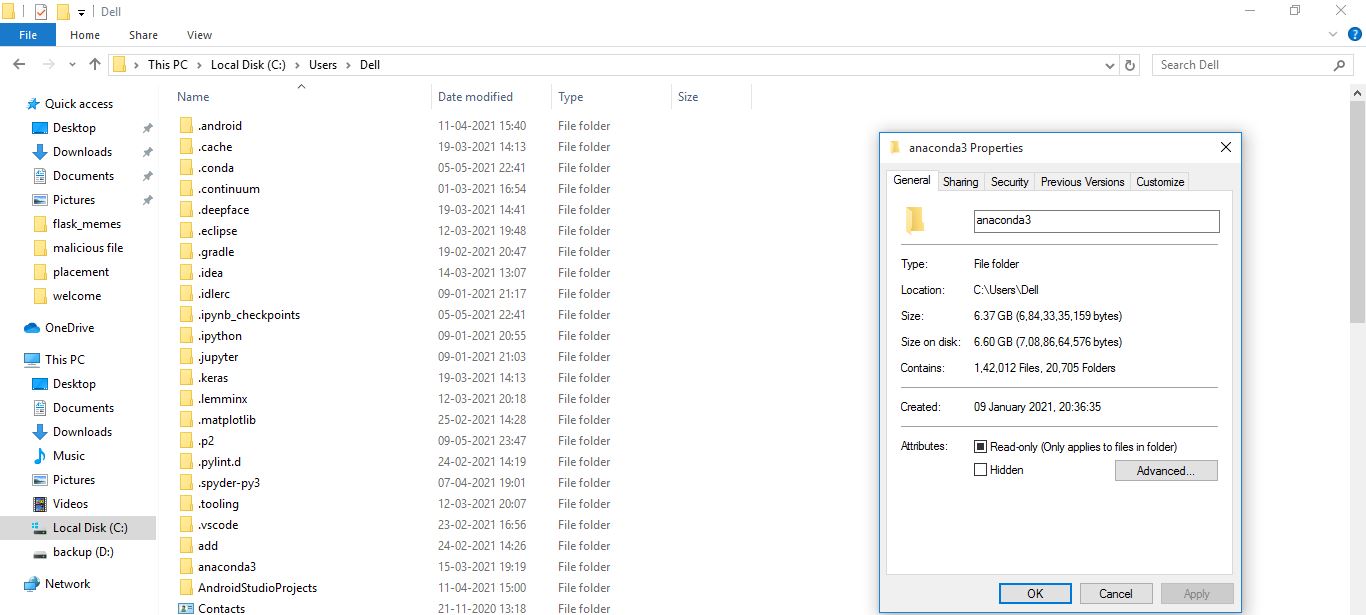 Dell
File Home Share View
This PC Local Disk (C:) Users Dell
Search Dell
Quick access
Desktop
Downloads
Documents
Pictures
flask_memes
malicious file
placement
welcome
OneDrive
This PC
Desktop
Documents
Downloads
Music
Pictures
Videos
Local Disk (C:)
backup (D:)
Network
Name Date modified Type Size
.android 11-04-2021 15:40 File folder
.cache 19-03-2021 14:13 File folder
.conda 05-05-2021 22:41 File folder
.continuum 01-03-2021 16:54 File folder
.deepface 19-03-2021 14:41 File folder
.eclipse 12-03-2021 19:48 File folder
.gradle 19-02-2021 20:47 File folder
.idea 14-03-2021 13:07 File folder
.idlerc 09-01-2021 21:17 File folder
.ipynb_checkpoints 05-05-2021 22:41 File folder
.ipython 09-01-2021 20:55 File folder
.jupyter 09-01-2021 21:03 File folder
.keras 19-03-2021 14:13 File folder
.lemminx 12-03-2021 20:18 File folder
.matplotlib 25-02-2021 14:28 File folder
.p2 09-05-2021 23:47 File folder
.pylint.d 24-02-2021 14:19 File folder
.spyder-py3 07-04-2021 19:01 File folder
.tooling 12-03-2021 20:07 File folder
.vscode 23-02-2021 16:56 File folder
add 24-02-2021 14:26 File folder
anaconda3 15-03-2021 19:19 File folder
AndroidStudioProjects 11-04-2021 15:00 File folder
Contacts 21-11-2020 13:18 File folder
anaconda3 Properties
General Sharing Security Previous Versions Customize
anaconda3
Type: File folder
Location: C:\Users\Dell
Size: 6.37 GB (6,84,33,35,159 bytes)
Size on disk: 6.60 GB (7,08,86,64,576 bytes)
Contains: 1,42,012 Files, 20,705 Folders
Created: 09 January 2021, 20:36:35
Attributes: Read-only (Only applies to files in folder)
Hidden Advanced...
OK Cancel Apply